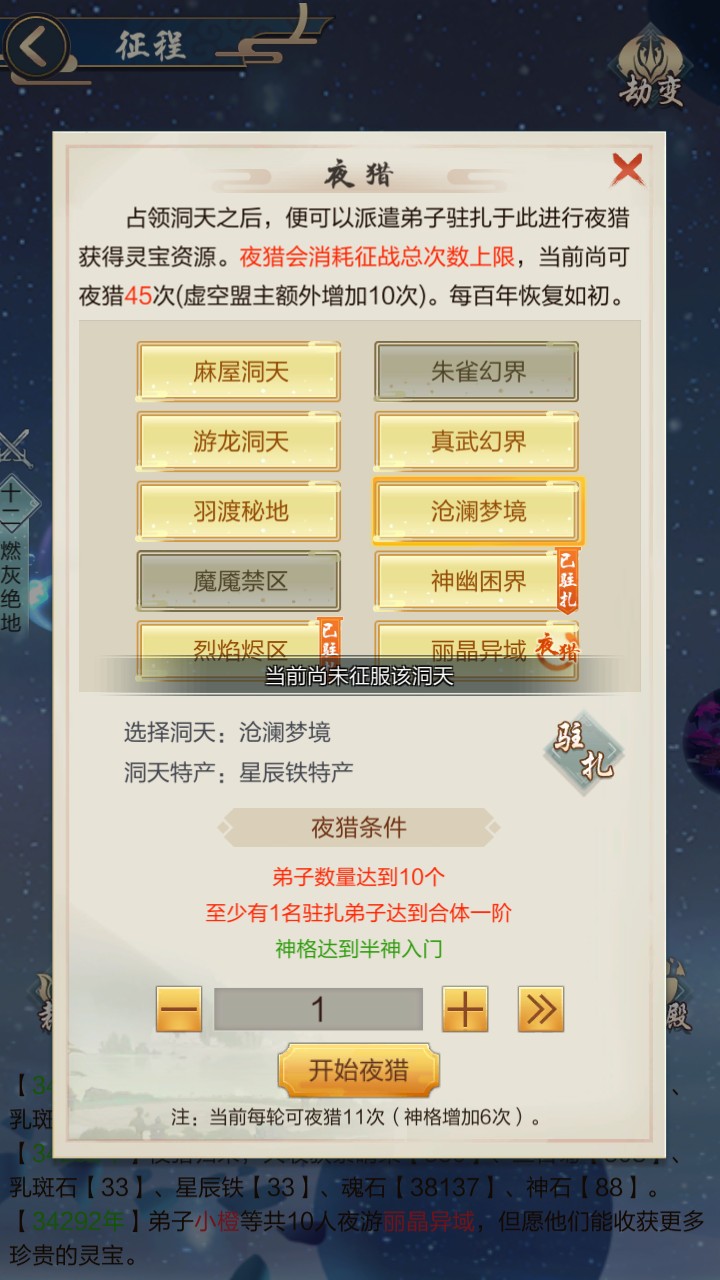 征程
劫变
夜猎
占领洞天之后，便可以派遣弟子驻扎于此进行夜猎
获得灵宝资源。夜猎会消耗征战总次数上限，当前尚可
夜猎45次(虚空盟主额外增加10次)。每百年恢复如初。
麻屋洞天
朱雀幻界
游龙洞天
真武幻界
羽渡秘地
沧澜梦境
魔魇禁区
神幽困界
已驻扎
烈焰烬区
已驻
丽晶异域
夜猎
当前尚未征服该洞天
十二
燃灰绝地
选择洞天：沧澜梦境
洞天特产：星辰铁特产
驻扎
夜猎条件
弟子数量达到10个
至少有1名驻扎弟子达到合体一阶
神格达到半神入门
1
殿
开始夜猎
注：当前每轮可夜猎11次（神格增加6次）。
【34
乳斑
乳斑石【33】、星辰铁【33】、魂石【38137】、神石【88】。
【34292年】弟子小橙等共10人夜游丽晶异域，但愿他们能收获更多
珍贵的灵宝。